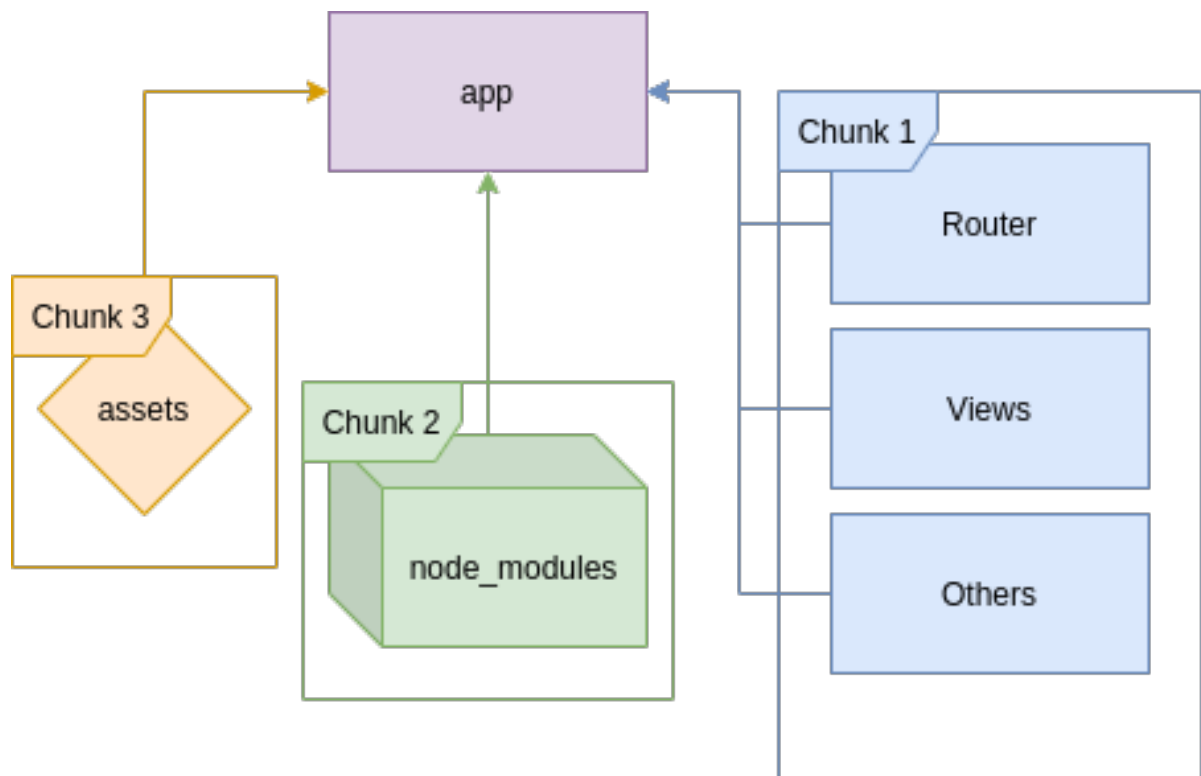 app
Chunk 1
Router
Chunk 3
assets
Chunk 2
Views
node_modules
Others